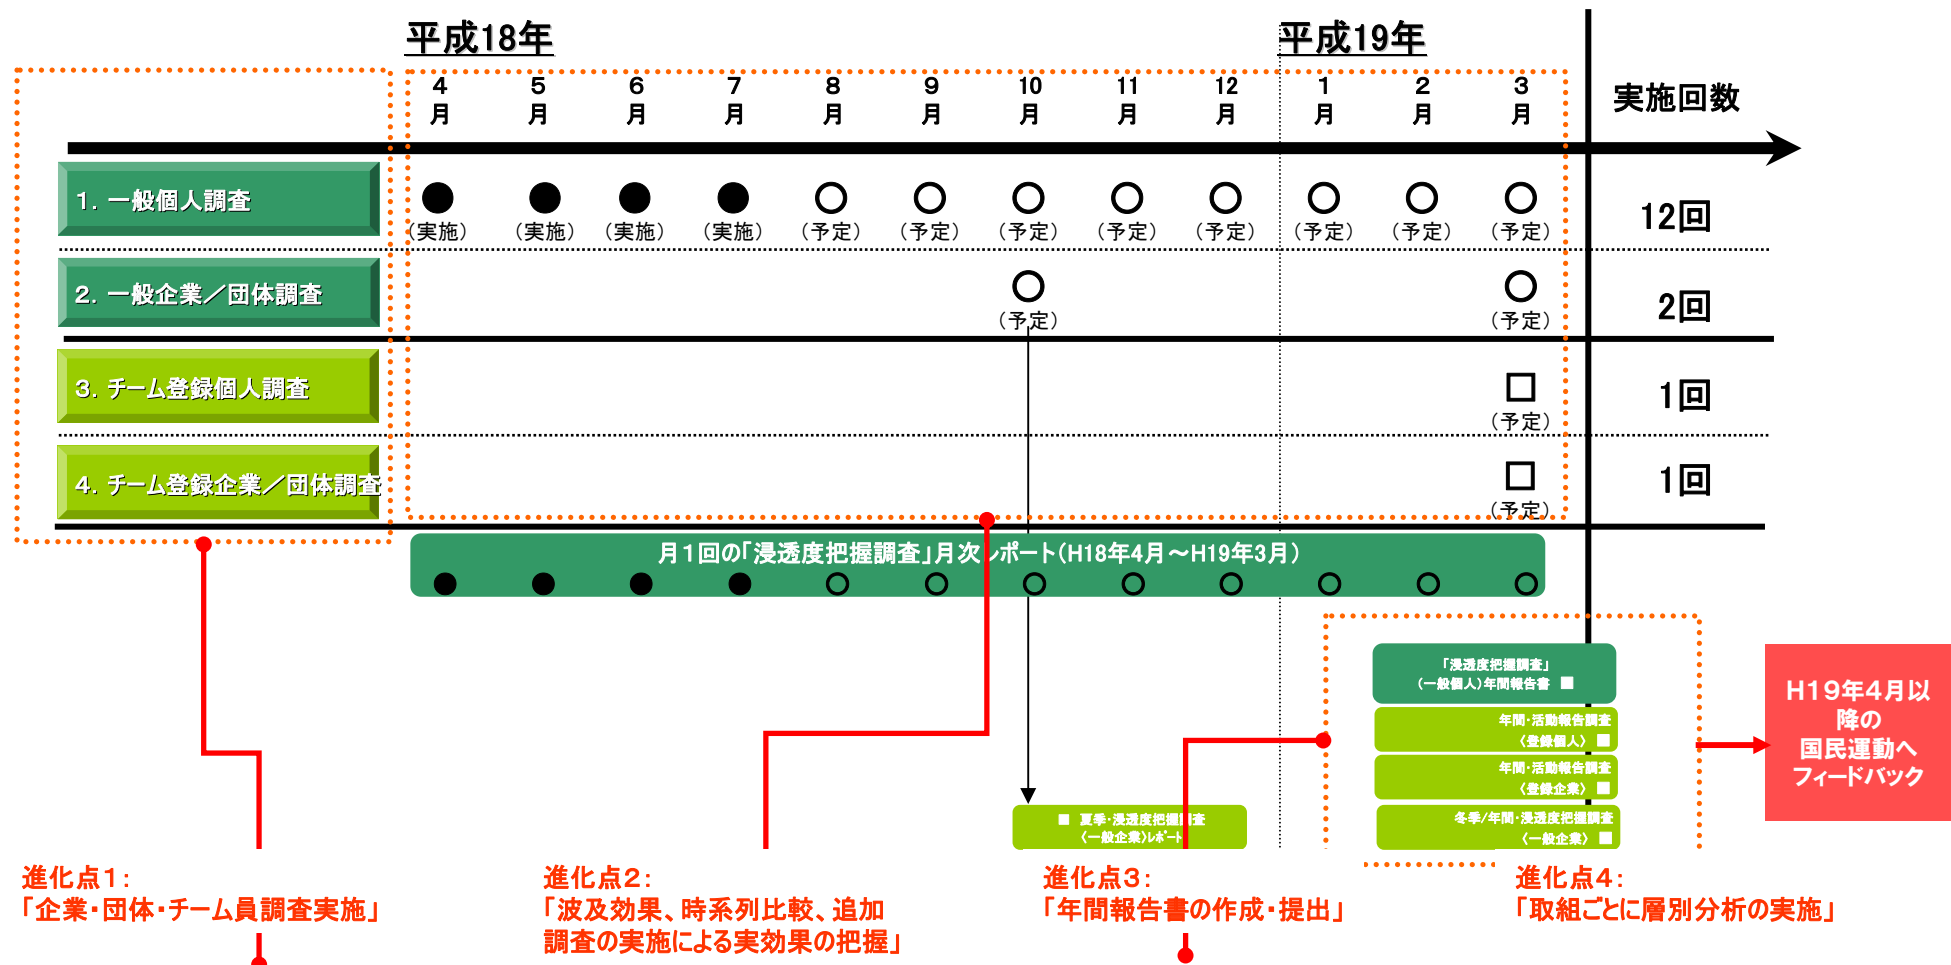 平成18年
平成19年
4月
5月
6月
7月
8月
9月
10月
11月
12月
1月
2月
3月
実施回数
1．一般個人調査
(実施)
(実施)
(実施)
(実施)
(予定)
(予定)
(予定)
(予定)
(予定)
(予定)
(予定)
(予定)
12回
2．一般企業／団体調査
(予定)
(予定)
2回
3．チーム登録個人調査
(予定)
1回
4．チーム登録企業／団体調査
(予定)
1回
月1回の「浸透度把握調査」月次レポート(H18年4月～H19年3月)
「浸透度把握調査」
(一般個人)年間報告書 ■
年間・活動報告調査
〈登録個人〉 ■
年間・活動報告調査
〈登録企業〉 ■
■ 夏季・浸透度把握調査
〈一般企業〉ﾚﾎﾟｰﾄ
冬季/年間・浸透度把握調査
〈一般企業〉 ■
H19年4月以
降の
国民運動へ
フィードバック
進化点1：
「企業・団体・チーム員調査実施」
進化点2：
「波及効果、時系列比較、追加
調査の実施による実効果の把握」
進化点3：
「年間報告書の作成・提出」
進化点4：
「取組ごとに層別分析の実施」